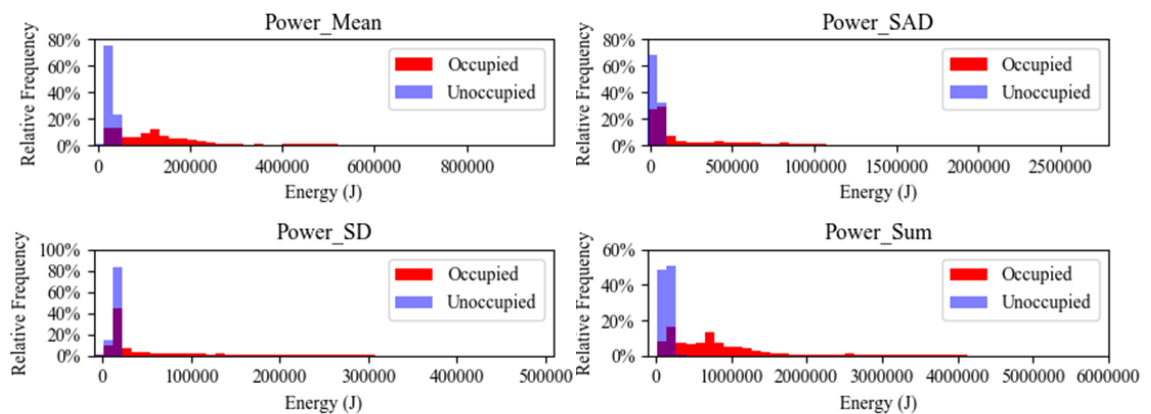 Power_Mean
Relative Frequency
80%
60%
40%
20%
0%
Occupied
Unoccupied
0 200000 400000 600000 800000
Energy (J)
Power_SAD
Relative Frequency
80%
60%
40%
20%
0%
Occupied
Unoccupied
0 500000 1000000 1500000 2000000 2500000
Energy (J)
Power_SD
Relative Frequency
100%
80%
60%
40%
20%
0%
Occupied
Unoccupied
0 100000 200000 300000 400000 500000
Energy (J)
Power_Sum
Relative Frequency
60%
40%
20%
0%
Occupied
Unoccupied
0 1000000 2000000 3000000 4000000 5000000 6000000
Energy (J)